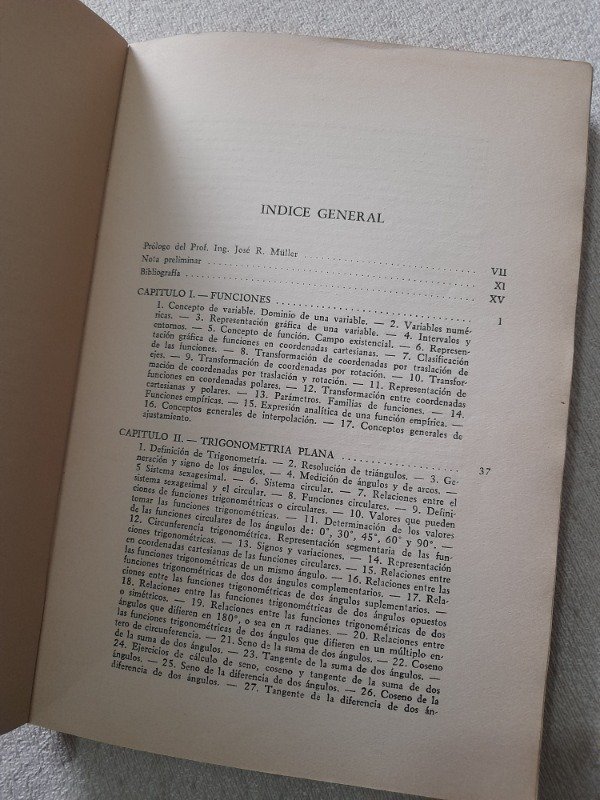 INDICE GENERAL
Prólogo del Prof. Ing. José R. Müller . . . . . . . . . . VII
Nota preliminar . . . . . . . . . . XI
Bibliografía . . . . . . . . . . XV
CAPITULO I. — FUNCIONES . . . . . . . . . . 1
1. Concepto de variable. Dominio de una variable. — 2. Variables numé-
ricas. — 3. Representación gráfica de una variable. — 4. Intervalos y
entornos. — 5. Concepto de función. Campo existencial. — 6. Represen-
tación gráfica de funciones en coordenadas cartesianas. — 7. Clasificación
de las funciones. — 8. Transformación de coordenadas por traslación de
ejes. — 9. Transformación de coordenadas por rotación. — 10. Transfor-
mación de coordenadas por traslación y rotación. — 11. Representación de
funciones en coordenadas polares. — 12. Transformación entre coordenadas
cartesianas y polares. — 13. Parámetros. Familias de funciones. — 14.
Funciones empíricas. — 15. Expresión analítica de una función empírica. —
16. Conceptos generales de interpolación. — 17. Conceptos generales de
ajustamiento.
CAPITULO II. — TRIGONOMETRIA PLANA . . . . . . . . . . 37
1. Definición de Trigonometría. — 2. Resolución de triángulos. — 3. Ge-
neración y signo de los ángulos. — 4. Medición de ángulos y de arcos. —
5 Sistema sexagesimal. — 6. Sistema circular. — 7. Relaciones entre el
sistema sexagesimal y el circular. — 8. Funciones circulares. — 9. Defini-
ciones de funciones trigonométricas o circulares. — 10. Valores que pueden
tomar las funciones trigonométricas. — 11. Determinación de los valores
de las funciones circulares de los ángulos de: 0°, 30°, 45°, 60° y 90°. —
12. Circunferencia trigonométrica. Representación segmentaria de las fun-
ciones trigonométricas. — 13. Signos y variaciones. — 14. Representación
en coordenadas cartesianas de las funciones circulares. — 15. Relaciones entre
las funciones trigonométricas de un mismo ángulo. — 16. Relaciones entre las
funciones trigonométricas de dos ángulos complementarios. — 17. Rela-
ciones entre las funciones trigonométricas de dos ángulos suplementarios. —
18. Relaciones entre las funciones trigonométricas de dos ángulos opuestos
o simétricos. — 19. Relaciones entre las funciones trigonométricas de dos
ángulos que difieren en 180°, o sea en π radianes. — 20. Relaciones entre
las funciones trigonométricas de dos ángulos que difieren en un múltiplo en-
tero de circunferencia. — 21. Seno de la suma de dos ángulos. — 22. Coseno
de la suma de dos ángulos. — 23. Tangente de la suma de dos ángulos. —
24. Ejercicios de cálculo de seno, coseno y tangente de la suma de dos
ángulos. — 25. Seno de la diferencia de dos ángulos. — 26. Coseno de la
diferencia de dos ángulos. — 27. Tangente de la diferencia de dos án-